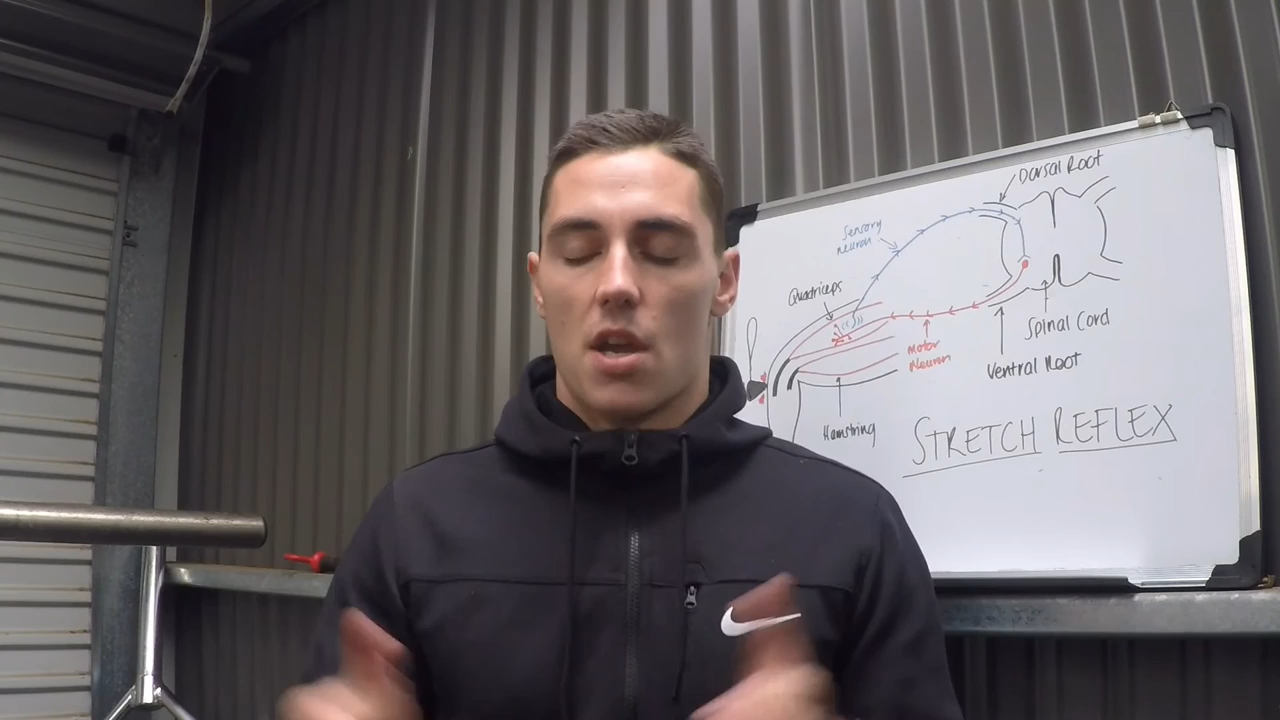 Dorsal Root
Sensory
neuron
Quadriceps
Motor
Neuron
Spinal Cord
Ventral Root
Hamstring
STRETCH REFLEX